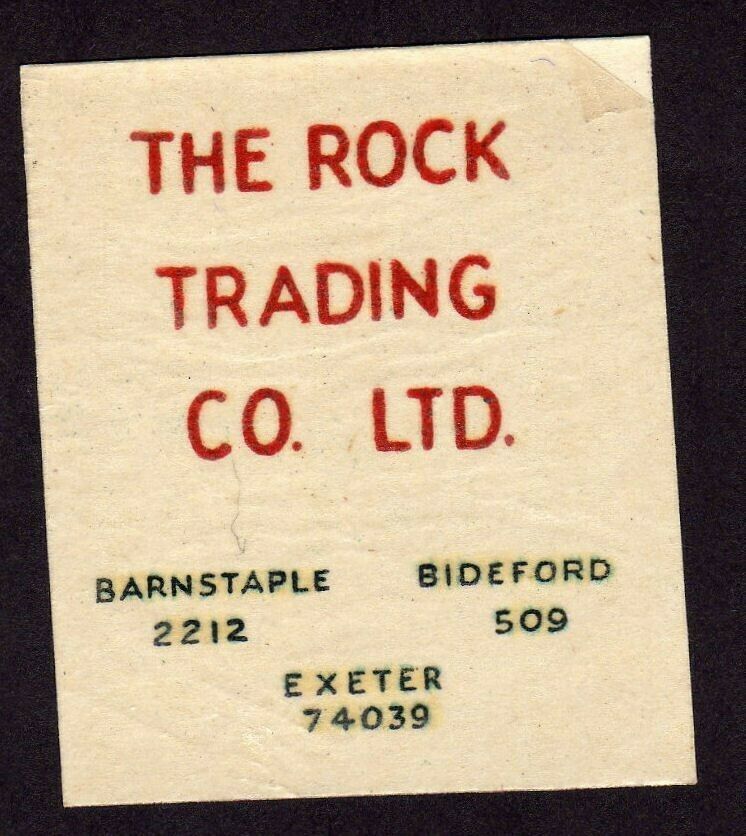 THE ROCK
TRADING
CO. LTD.
BARNSTAPLE
2212
BIDEFORD
509
EXETER
74039